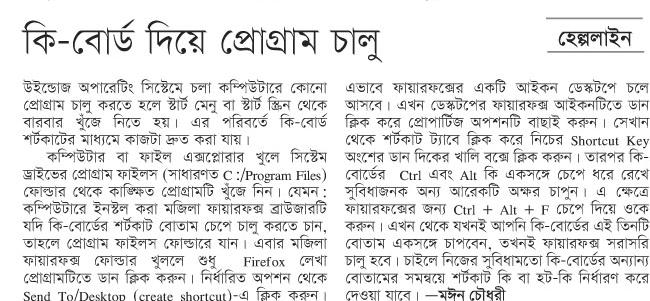 কি-বোর্ড দিয়ে প্রোগ্রাম চালু
হেল্পলাইন
উইন্ডোজ অপারেটিং সিস্টেমে চলা কম্পিউটারে কোনো
প্রোগ্রাম চালু করতে হলে স্টার্ট মেনু বা স্টার্ট স্ক্রিন থেকে
বারবার খুঁজে নিতে হয়। এর পরিবর্তে কি-বোর্ড
শর্টকাটের মাধ্যমে কাজটা দ্রুত করা যায়।
কম্পিউটার বা ফাইল এক্সপ্লোরার খুলে সিস্টেম
ড্রাইভের প্রোগ্রাম ফাইলস (সাধারণত C :/Program Files)
ফোল্ডার থেকে কাঙ্ক্ষিত প্রোগ্রামটি খুঁজে নিন। যেমন :
কম্পিউটারে ইনস্টল করা মজিলা ফায়ারফক্স ব্রাউজারটি
যদি কি-বোর্ডের শর্টকাট বোতাম চেপে চালু করতে চান,
তাহলে প্রোগ্রাম ফাইলস ফোল্ডারে যান। এবার মজিলা
ফায়ারফক্স ফোল্ডার খুললে শুধু Firefox লেখা
প্রোগ্রামটিতে ডান ক্লিক করুন। নির্ধারিত অপশন থেকে
Send To/Desktop (create shortcut)-এ ক্লিক করুন।
এভাবে ফায়ারফক্সের একটি আইকন ডেস্কটপে চলে
আসবে। এখন ডেস্কটপের ফায়ারফক্স আইকনটিতে ডান
ক্লিক করে প্রোপার্টিজ অপশনটি বাছাই করুন। সেখান
থেকে শর্টকাট ট্যাবে ক্লিক করে নিচের Shortcut Key
অংশের ডান দিকের খালি বক্সে ক্লিক করুন। তারপর কি-
বোর্ডের Ctrl এবং Alt কি একসঙ্গে চেপে ধরে রেখে
সুবিধাজনক অন্য আরেকটি অক্ষর চাপুন। এ ক্ষেত্রে
ফায়ারফক্সের জন্য Ctrl + Alt + F চেপে দিয়ে ওকে
করুন। এখন থেকে যখনই আপনি কি-বোর্ডের এই তিনটি
বোতাম একসঙ্গে চাপবেন, তখনই ফায়ারফক্স সরাসরি
চালু হবে। চাইলে নিজের সুবিধামতো কি-বোর্ডের অন্যান্য
বোতামের সমন্বয়ে শর্টকাট কি বা হট-কি নির্ধারণ করে
দেওয়া যাবে। —মঈন চৌধুরী